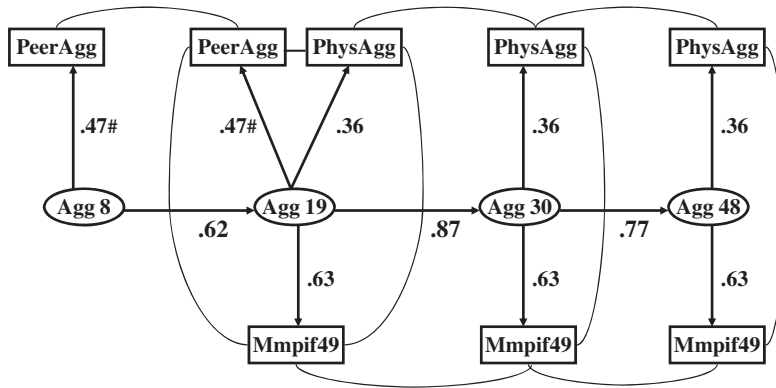 PeerAgg PeerAgg PhysAgg PhysAgg PhysAgg
.47# .47# .36 .36 .36
Agg 8 Agg 19 Agg 30 Agg 48
.62 .87 .77
.63 .63 .63
Mmpif49 Mmpif49 Mmpif49